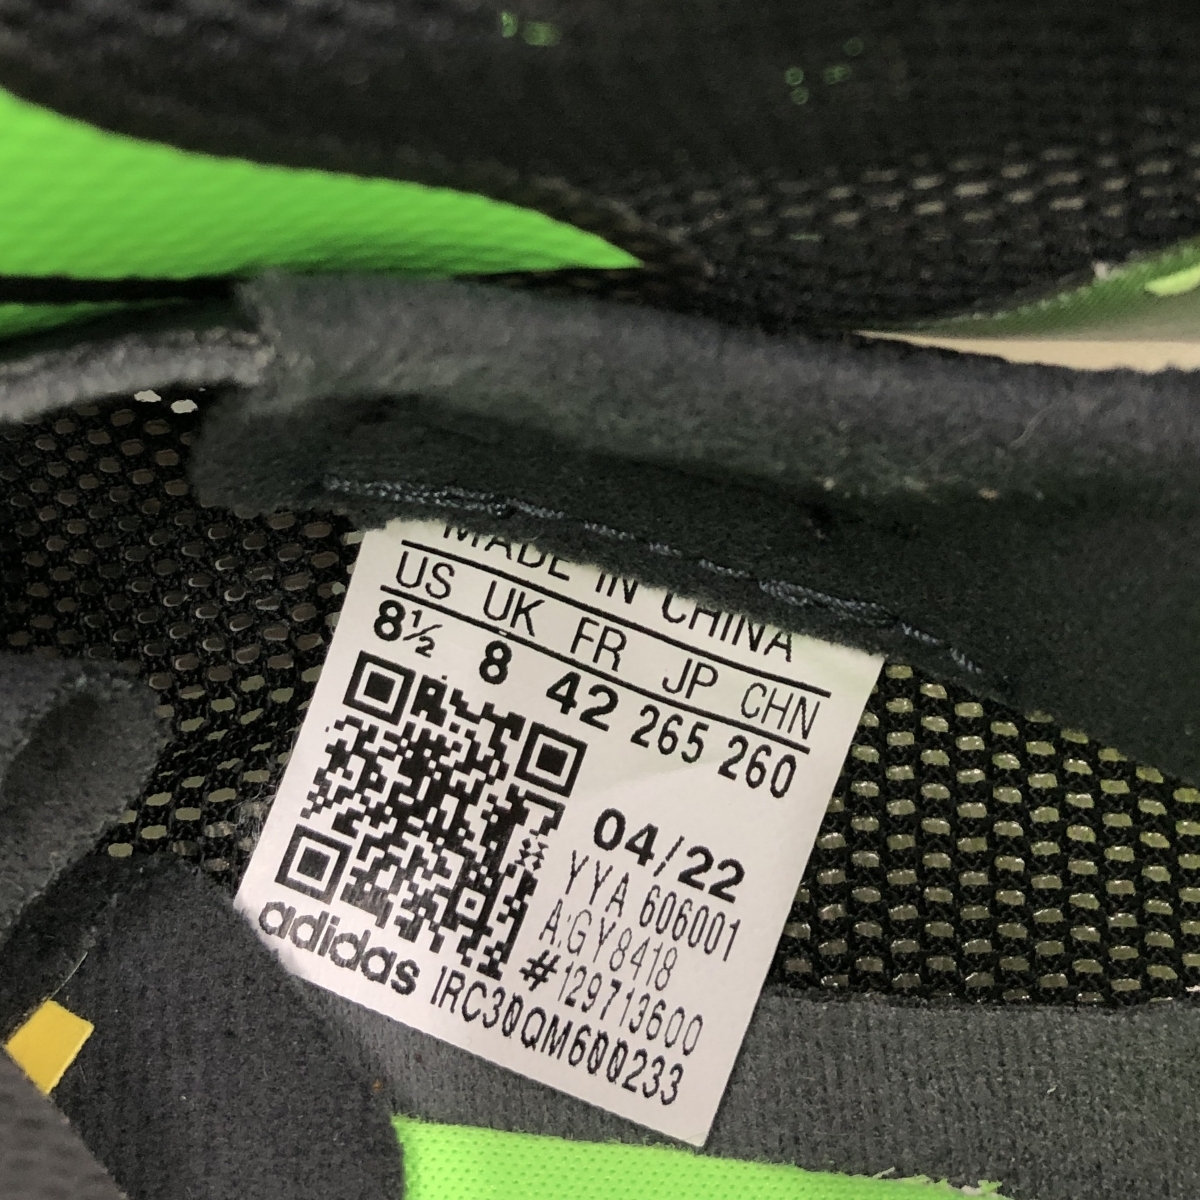 MADE IN CHINA
US UK FR JP CHN
8½ 8 42 265 260
04/22
YYA 606001
A:GY8418
#129713600
adidas IRC30QM600233